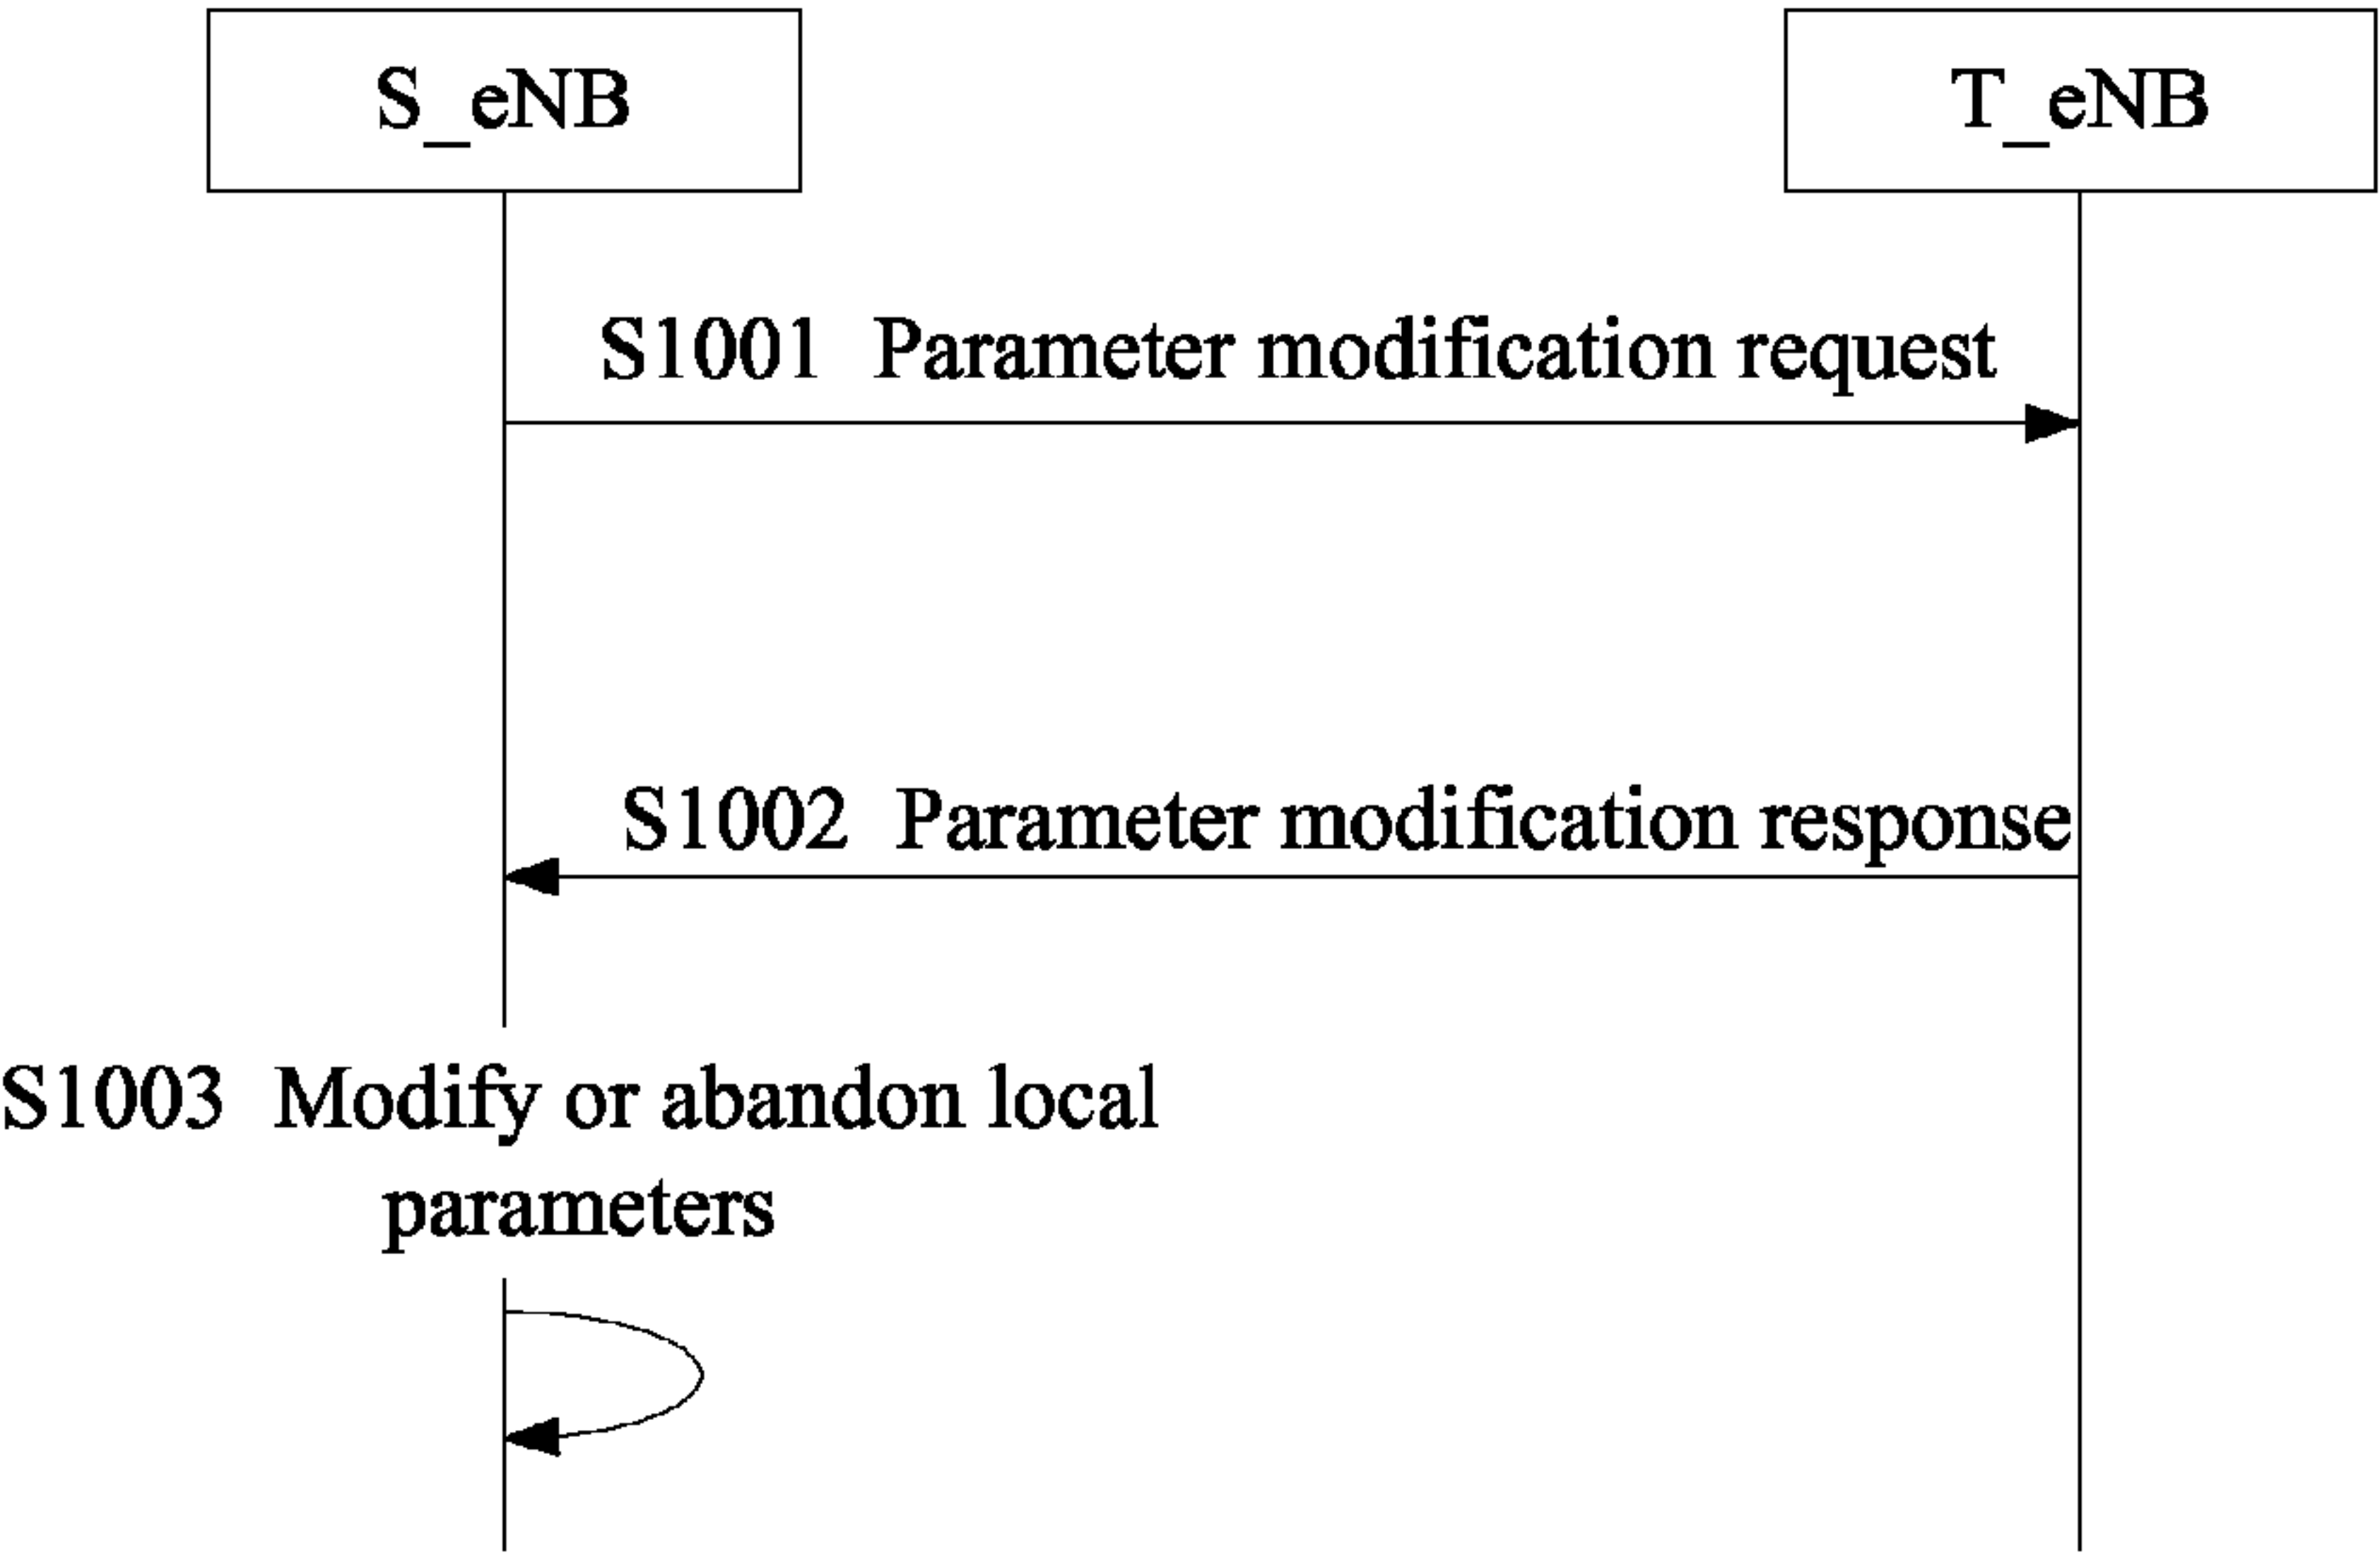 S_eNB
T_eNB
S1001 Parameter modification request
S1002 Parameter modification response
S1003 Modify or abandon local
parameters